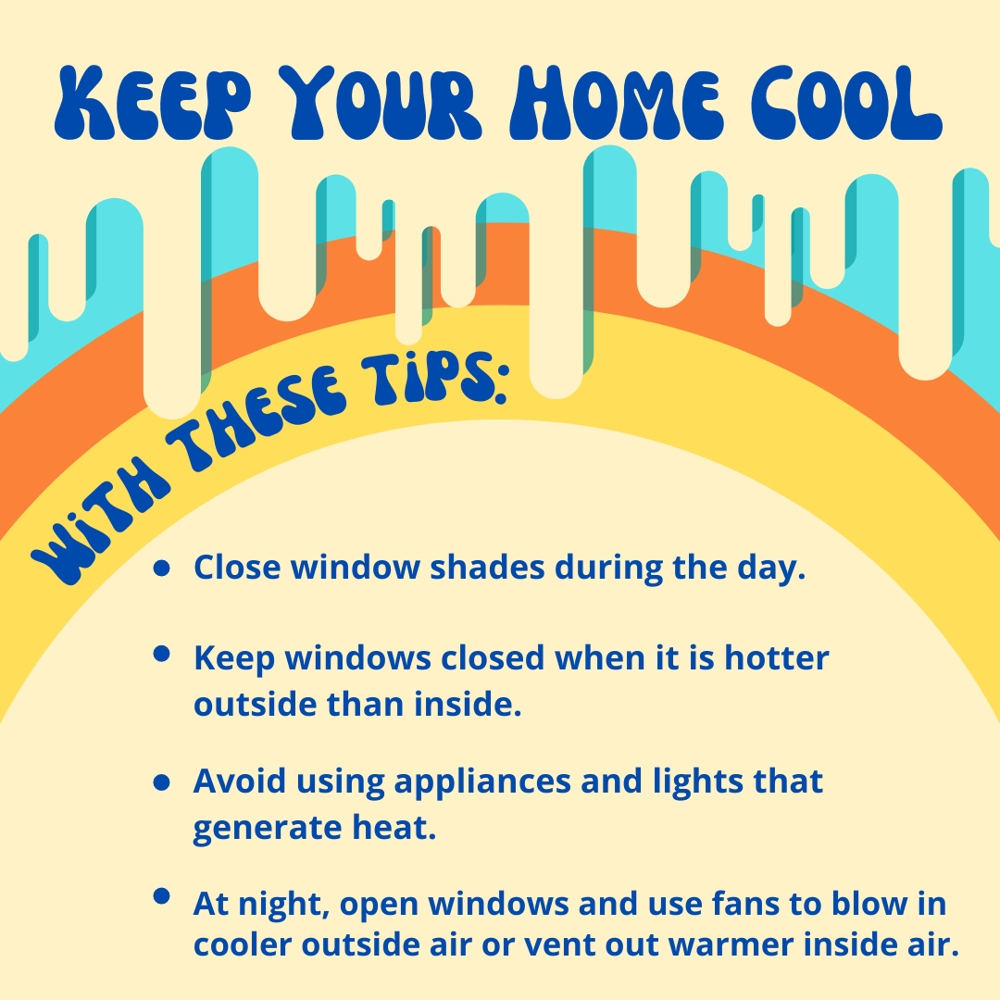 KEEP YOUR HOME COOL
WiTH THESE TiPS:
• Close window shades during the day.
• Keep windows closed when it is hotter
outside than inside.
• Avoid using appliances and lights that
generate heat.
• At night, open windows and use fans to blow in
cooler outside air or vent out warmer inside air.